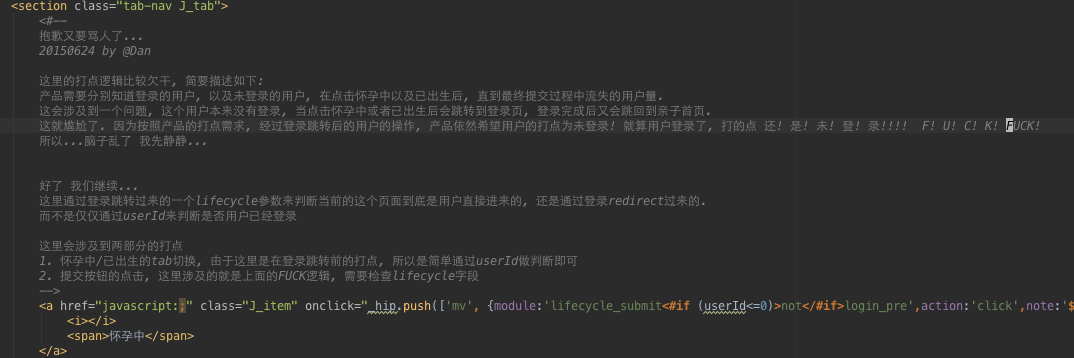 <section class="tab-nav J_tab">
<#--
抱歉又要骂人了...
20150624 by @Dan
这里的打点逻辑比较欠干, 简要描述如下:
产品需要分别知道登录的用户, 以及未登录的用户, 在点击怀孕中以及已出生后, 直到最终提交过程中流失的用户量.
这会涉及到一个问题, 这个用户本来没有登录, 当点击怀孕中或者已出生后会跳转到登录页, 登录完成后又会跳回到亲子首页.
这就尴尬了. 因为按照产品的打点需求, 经过登录跳转后的用户的操作, 产品依然希望用户的打点为未登录! 就算用户登录了, 打的点 还! 是! 未! 登! 录!!!!  F! U! C! K! FUCK!
所以...脑子乱了 我先静静...
好了 我们继续...
这里通过登录跳转过来的一个lifecycle参数来判断当前的这个页面到底是用户直接进来的, 还是通过登录redirect过来的.
而不是仅仅通过userId来判断是否用户已经登录
这里会涉及到两部分的打点
1. 怀孕中/已出生的tab切换, 由于这里是在登录跳转前的打点, 所以是简单通过userId做判断即可
2. 提交按钮的点击, 这里涉及的就是上面的FUCK逻辑, 需要检查lifecycle字段
-->
<a href="javascript:;" class="J_item" onclick="_hip.push(['mv', {module:'lifecycle_submit<#if (userId<=0)>not</#if>login_pre',action:'click',note:'$
<i></i>
<span>怀孕中</span>
</a>